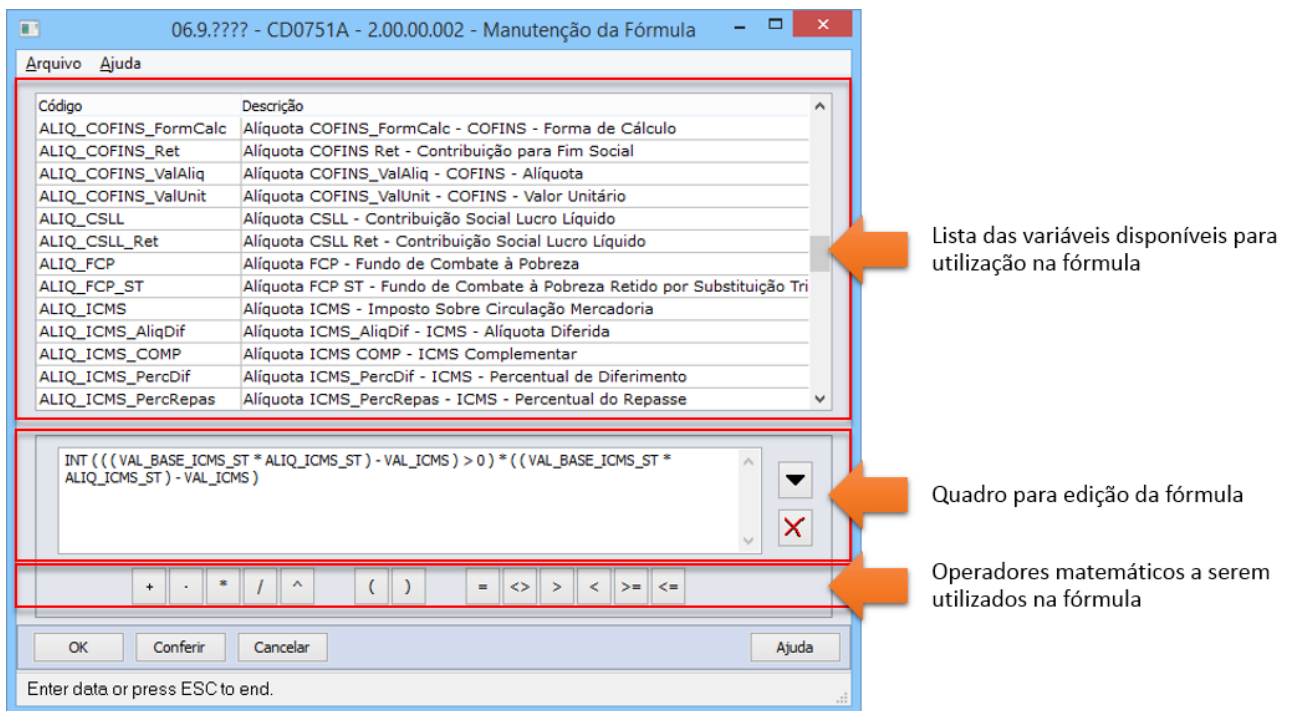 06.9.???? - CD0751A - 2.00.00.002 - Manutenção da Fórmula
Arquivo Ajuda
Código Descrição
ALIQ_COFINS_FormCalc Alíquota COFINS_FormCalc - COFINS - Forma de Cálculo
ALIQ_COFINS_Ret Alíquota COFINS Ret - Contribuição para Fim Social
ALIQ_COFINS_ValAliq Alíquota COFINS_ValAliq - COFINS - Alíquota
ALIQ_COFINS_ValUnit Alíquota COFINS_ValUnit - COFINS - Valor Unitário
ALIQ_CSLL Alíquota CSLL - Contribuição Social Lucro Líquido
ALIQ_CSLL_Ret Alíquota CSLL Ret - Contribuição Social Lucro Líquido
ALIQ_FCP Alíquota FCP - Fundo de Combate à Pobreza
ALIQ_FCP_ST Alíquota FCP ST - Fundo de Combate à Pobreza Retido por Substituição Tri
ALIQ_ICMS Alíquota ICMS - Imposto Sobre Circulação Mercadoria
ALIQ_ICMS_AliqDif Alíquota ICMS_AliqDif - ICMS - Alíquota Diferida
ALIQ_ICMS_COMP Alíquota ICMS COMP - ICMS Complementar
ALIQ_ICMS_PercDif Alíquota ICMS_PercDif - ICMS - Percentual de Diferimento
ALIQ_ICMS_PercRepas Alíquota ICMS_PercRepas - ICMS - Percentual do Repasse
Lista das variáveis disponíveis para
utilização na fórmula
INT ( ( ( VAL_BASE_ICMS_ST * ALIQ_ICMS_ST ) - VAL_ICMS ) > 0 ) * ( ( VAL_BASE_ICMS_ST *
ALIQ_ICMS_ST ) - VAL_ICMS )
Quadro para edição da fórmula
+ - * / ^ ( ) = <> > < >= <=
Operadores matemáticos a serem
utilizados na fórmula
OK Conferir Cancelar Ajuda
Enter data or press ESC to end.